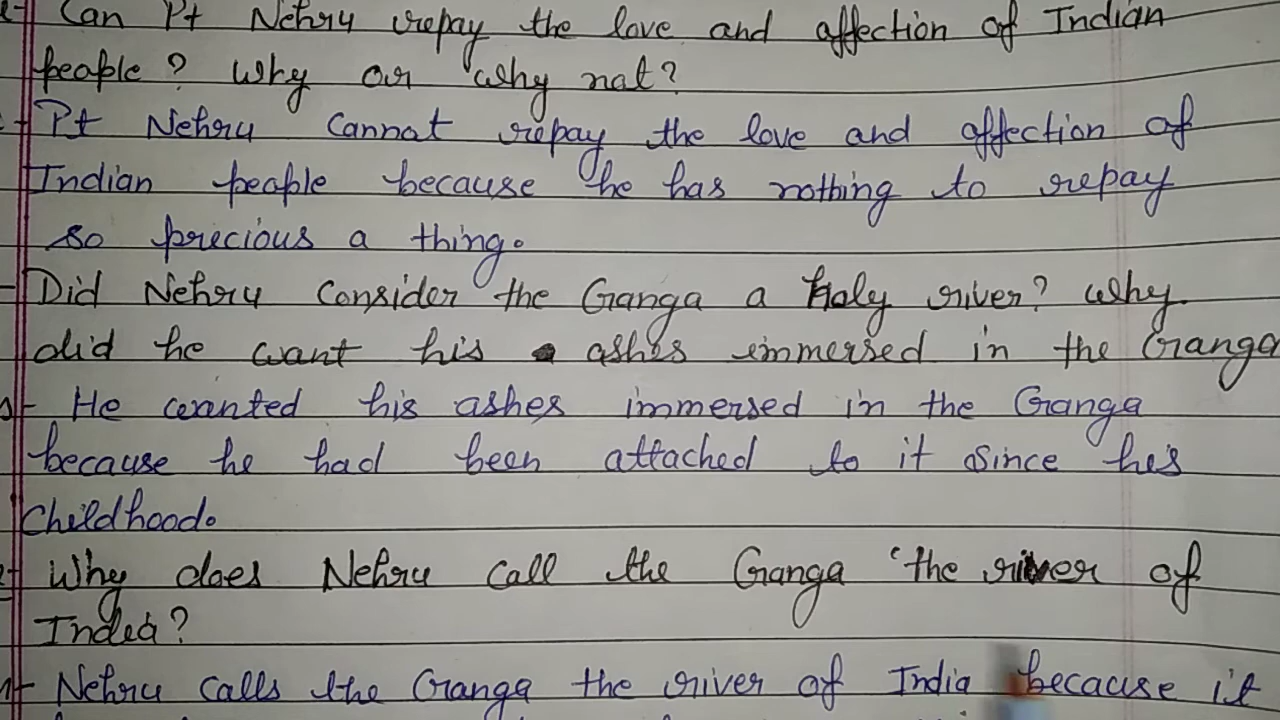 Can Pt Nehru repay the love and affection of Indian
people? Why or why not?
Pt Nehru cannot repay the love and affection of
Indian people because he has nothing to repay
so precious a thing.
Did Nehru consider the Ganga a holy river? Why
did he want his ashes immersed in the Ganga
He wanted his ashes immersed in the Ganga
because he had been attached to it since his
Childhood.
Why does Nehru call the Ganga 'the river of
India?
Nehru calls the Ganga the river of India because it